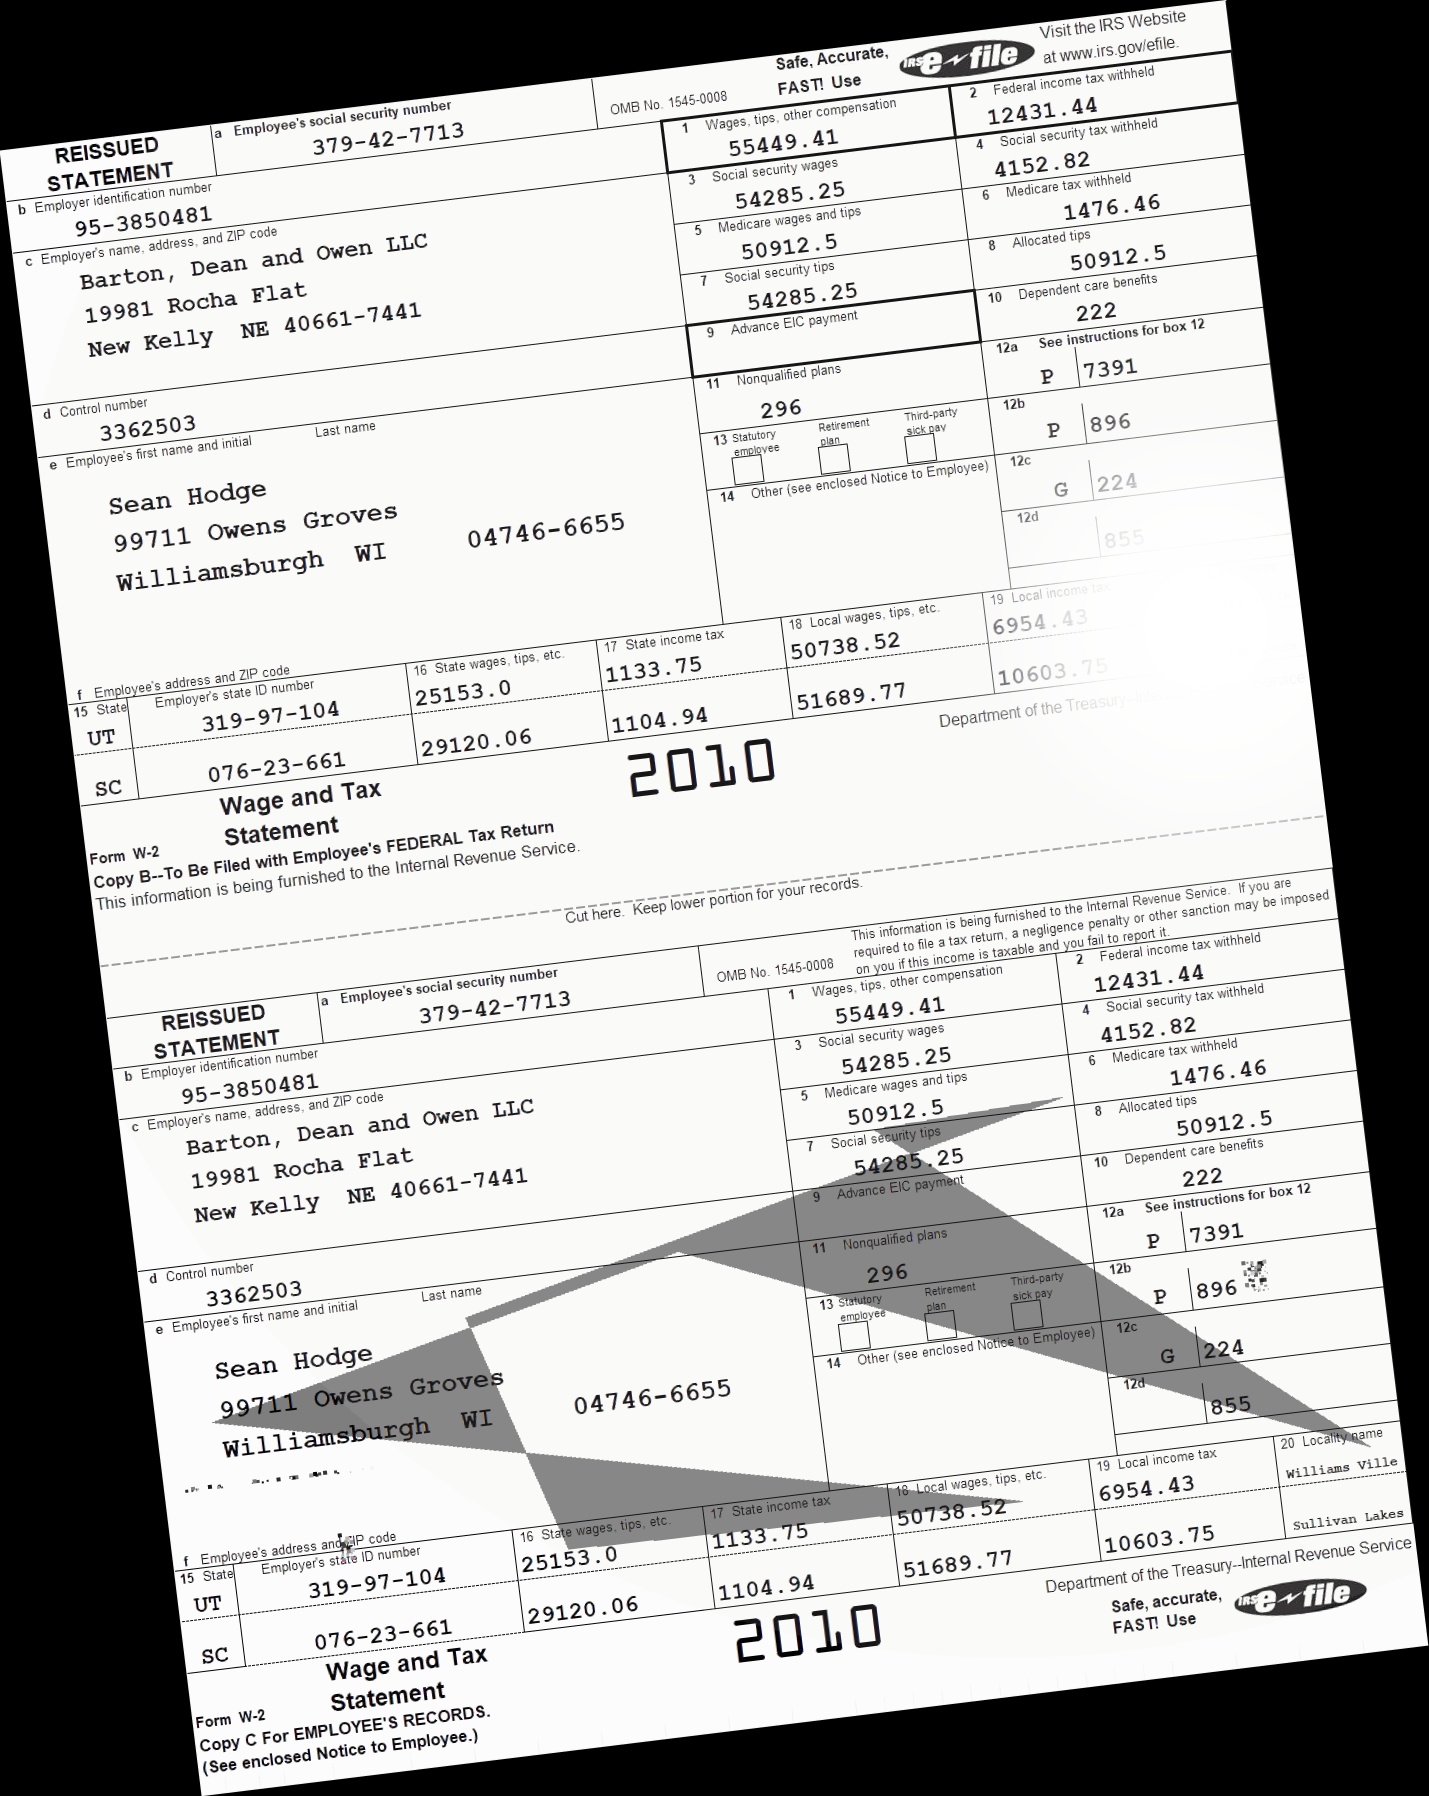 Safe, Accurate,
FAST! Use
IRS e-file
Visit the IRS Website
at www.irs.gov/efile.
REISSUED
STATEMENT
a Employee's social security number
379-42-7713
OMB No. 1545-0008
1 Wages, tips, other compensation
55449.41
2 Federal income tax withheld
12431.44
b Employer identification number
95-3850481
3 Social security wages
54285.25
4 Social security tax withheld
4152.82
c Employer's name, address, and ZIP code
Barton, Dean and Owen LLC
19981 Rocha Flat
New Kelly NE 40661-7441
5 Medicare wages and tips
50912.5
6 Medicare tax withheld
1476.46
7 Social security tips
54285.25
8 Allocated tips
50912.5
9 Advance EIC payment
10 Dependent care benefits
222
d Control number
3362503
11 Nonqualified plans
296
12a See instructions for box 12
P 7391
e Employee's first name and initial Last name
Sean Hodge
99711 Owens Groves
Williamsburgh WI 04746-6655
13 Statutory employee Retirement plan Third-party sick pay
12b
P 896
14 Other (see enclosed Notice to Employee)
12c
G 224
12d
855
f Employee's address and ZIP code
15 State Employer's state ID number
16 State wages, tips, etc.
17 State income tax
18 Local wages, tips, etc.
19 Local income tax
UT 319-97-104 25153.0 1133.75 50738.52 6954.43
SC 076-23-661 29120.06 1104.94 51689.77 10603.75
Wage and Tax
Statement
2010
Department of the Treasury
Form W-2
Copy B--To Be Filed with Employee's FEDERAL Tax Return
This information is being furnished to the Internal Revenue Service.
Cut here. Keep lower portion for your records.
This information is being furnished to the Internal Revenue Service. If you are
required to file a tax return, a negligence penalty or other sanction may be imposed
on you if this income is taxable and you fail to report it.
REISSUED
STATEMENT
a Employee's social security number
379-42-7713
OMB No. 1545-0008
1 Wages, tips, other compensation
55449.41
2 Federal income tax withheld
12431.44
b Employer identification number
95-3850481
3 Social security wages
54285.25
4 Social security tax withheld
4152.82
c Employer's name, address, and ZIP code
Barton, Dean and Owen LLC
19981 Rocha Flat
New Kelly NE 40661-7441
5 Medicare wages and tips
50912.5
6 Medicare tax withheld
1476.46
7 Social security tips
54285.25
8 Allocated tips
50912.5
9 Advance EIC payment
10 Dependent care benefits
222
d Control number
3362503
11 Nonqualified plans
296
12a See instructions for box 12
P 7391
e Employee's first name and initial Last name
Sean Hodge
99711 Owens Groves
Williamsburgh WI 04746-6655
13 Statutory employee Retirement plan Third-party sick pay
12b
P 896
14 Other (see enclosed Notice to Employee)
12c
G 224
12d
855
f Employee's address and ZIP code
15 State Employer's state ID number
16 State wages, tips, etc.
17 State income tax
18 Local wages, tips, etc.
19 Local income tax
20 Locality name
UT 319-97-104 25153.0 1133.75 50738.52 6954.43 Williams Ville
SC 076-23-661 29120.06 1104.94 51689.77 10603.75 Sullivan Lakes
Wage and Tax
Statement
2010
Department of the Treasury--Internal Revenue Service
Safe, accurate,
FAST! Use
IRS e-file
Form W-2
Copy C For EMPLOYEE'S RECORDS.
(See enclosed Notice to Employee.)